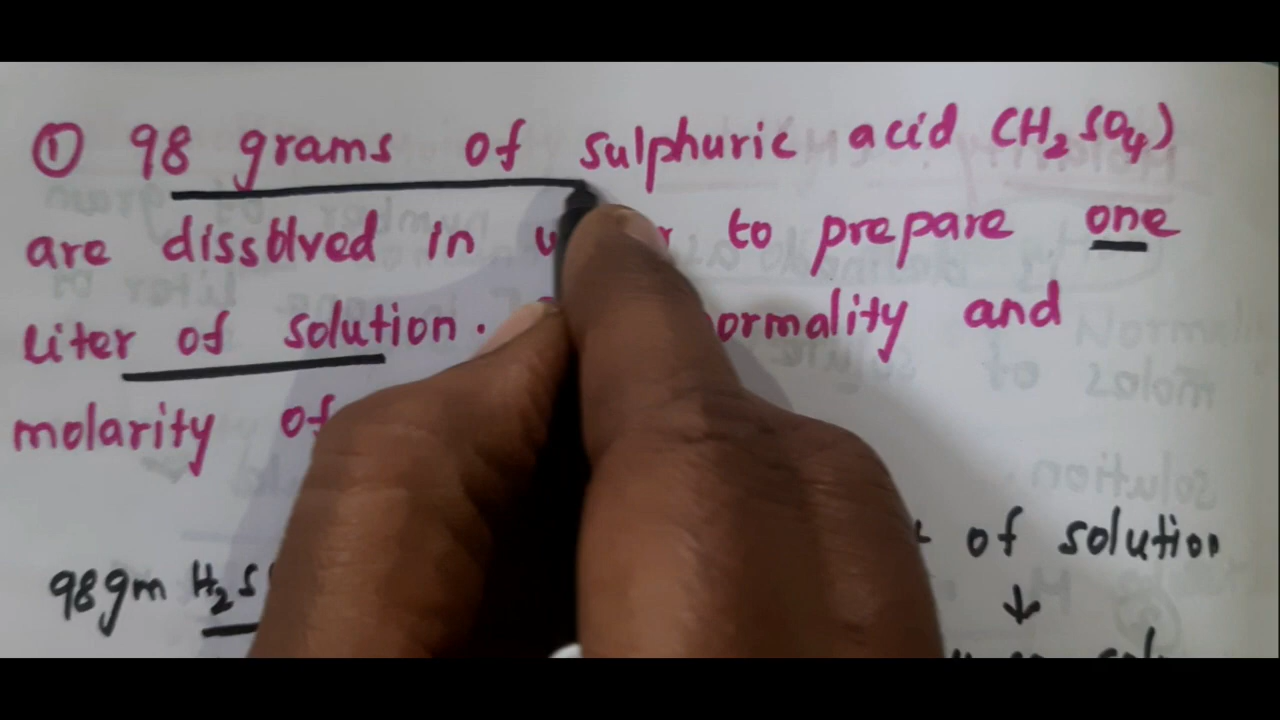 ① 98 grams of sulphuric acid (H₂SO₄)
are dissolved in to prepare one
liter of solution. ormality and
molarity of
98gm H₂S of solution
↓